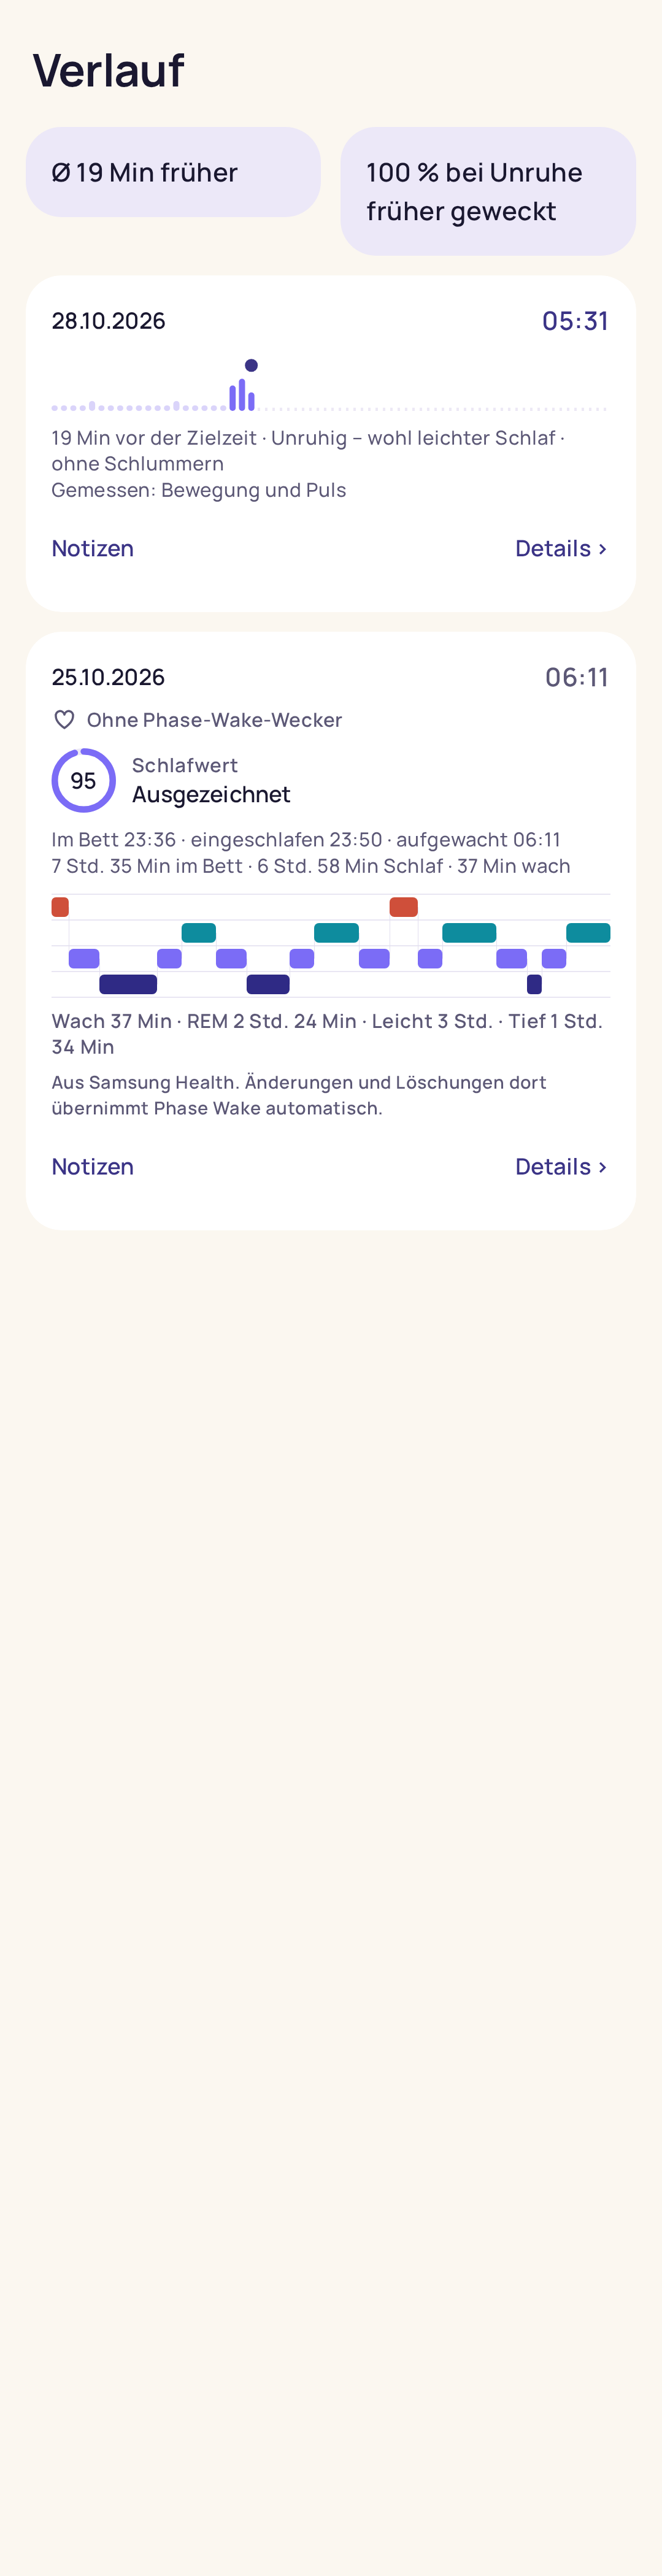 Verlauf
Ø 19 Min früher
100 % bei Unruhe
früher geweckt
28.10.2026
05:31
19 Min vor der Zielzeit · Unruhig – wohl leichter Schlaf ·
ohne Schlummern
Gemessen: Bewegung und Puls
Notizen
Details ›
25.10.2026
06:11
Ohne Phase-Wake-Wecker
95
Schlafwert
Ausgezeichnet
Im Bett 23:36 · eingeschlafen 23:50 · aufgewacht 06:11
7 Std. 35 Min im Bett · 6 Std. 58 Min Schlaf · 37 Min wach
Wach 37 Min · REM 2 Std. 24 Min · Leicht 3 Std. · Tief 1 Std.
34 Min
Aus Samsung Health. Änderungen und Löschungen dort
übernimmt Phase Wake automatisch.
Notizen
Details ›